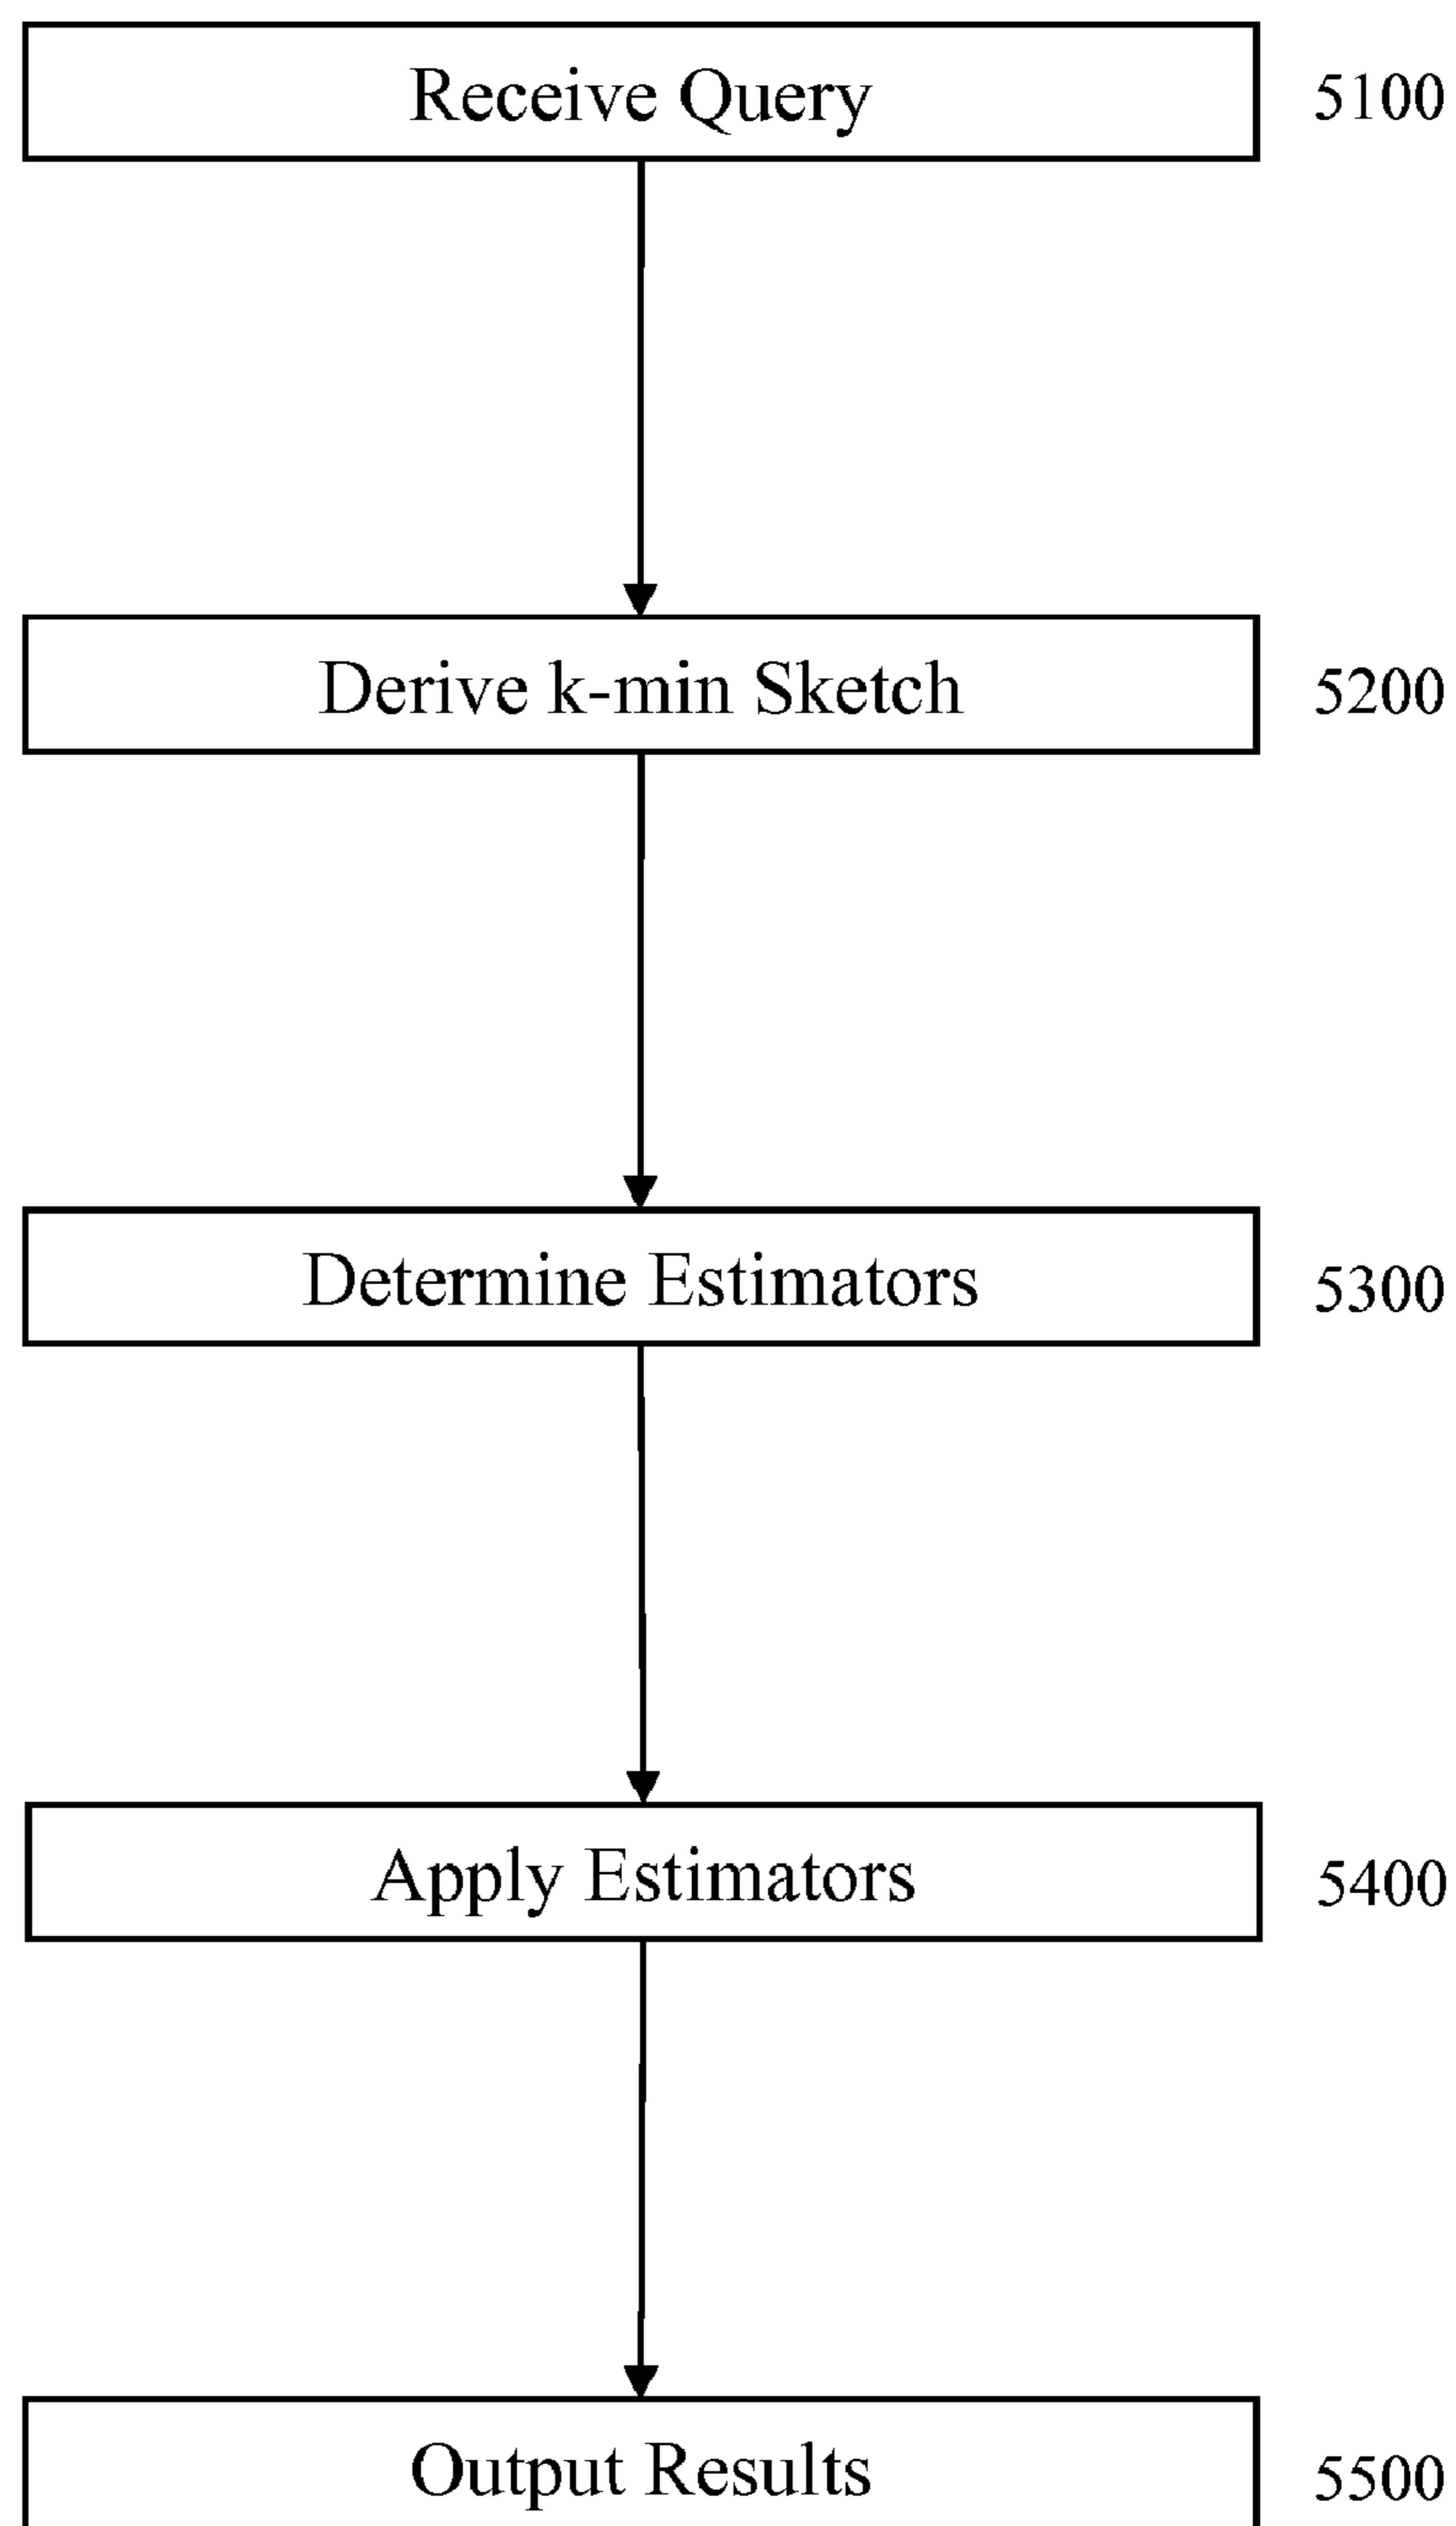 Receive Query 5100
Derive k-min Sketch 5200
Determine Estimators 5300
Apply Estimators 5400
Output Results 5500